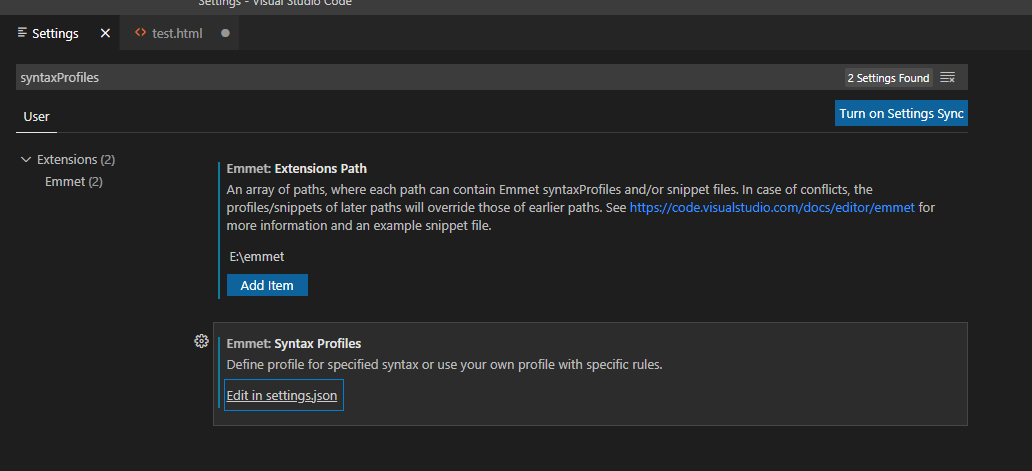 Settings - Visual Studio Code
Settings
test.html
syntaxProfiles
2 Settings Found
User
Turn on Settings Sync
Extensions (2)
Emmet (2)
Emmet: Extensions Path
An array of paths, where each path can contain Emmet syntaxProfiles and/or snippet files. In case of conflicts, the
profiles/snippets of later paths will override those of earlier paths. See https://code.visualstudio.com/docs/editor/emmet for
more information and an example snippet file.
E:\emmet
Add Item
Emmet: Syntax Profiles
Define profile for specified syntax or use your own profile with specific rules.
Edit in settings.json